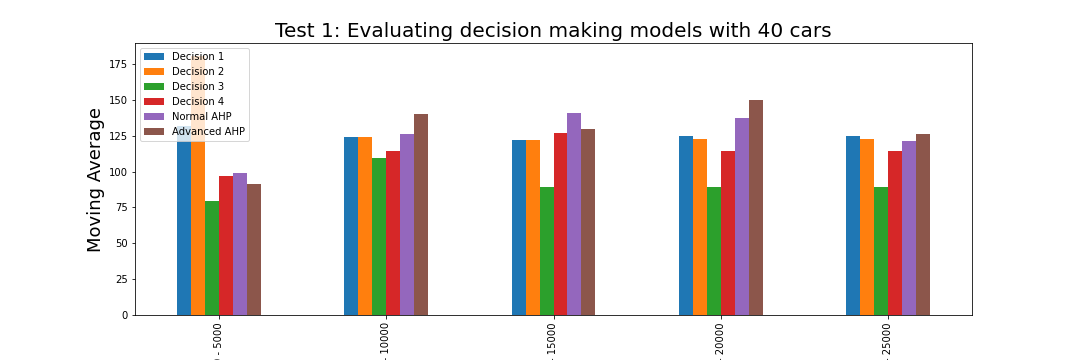 Test 1: Evaluating decision making models with 40 cars
Moving Average
175
150
125
100
75
50
25
0
Decision 1
Decision 2
Decision 3
Decision 4
Normal AHP
Advanced AHP
- 5000
- 10000
- 15000
- 20000
- 25000